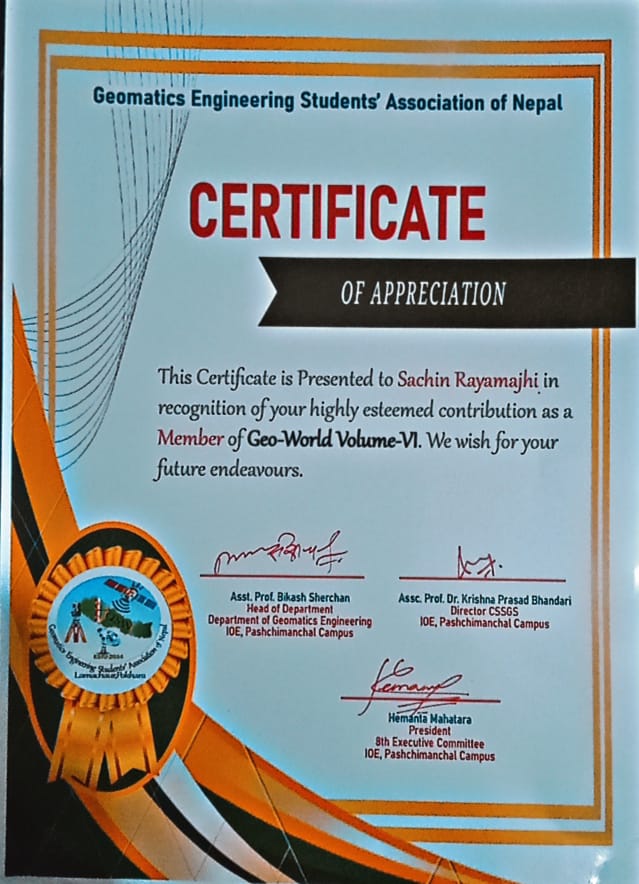 Geomatics Engineering Students' Association of Nepal
CERTIFICATE
OF APPRECIATION
This Certificate is Presented to Sachin Rayamajhi in
recognition of your highly esteemed contribution as a
Member of Geo-World Volume-VI. We wish for your
future endeavours.
Asst. Prof. Bikash Sherchan
Head of Department
Department of Geomatics Engineering
IOE, Pashchimanchal Campus
Assc. Prof. Dr. Krishna Prasad Bhandari
Director CSSGS
IOE, Pashchimanchal Campus
Hemanta Mahatara
President
8th Executive Committee
IOE, Pashchimanchal Campus
Geomatics Engineering Students' Association of Nepal
Lamachaur, Pokhara